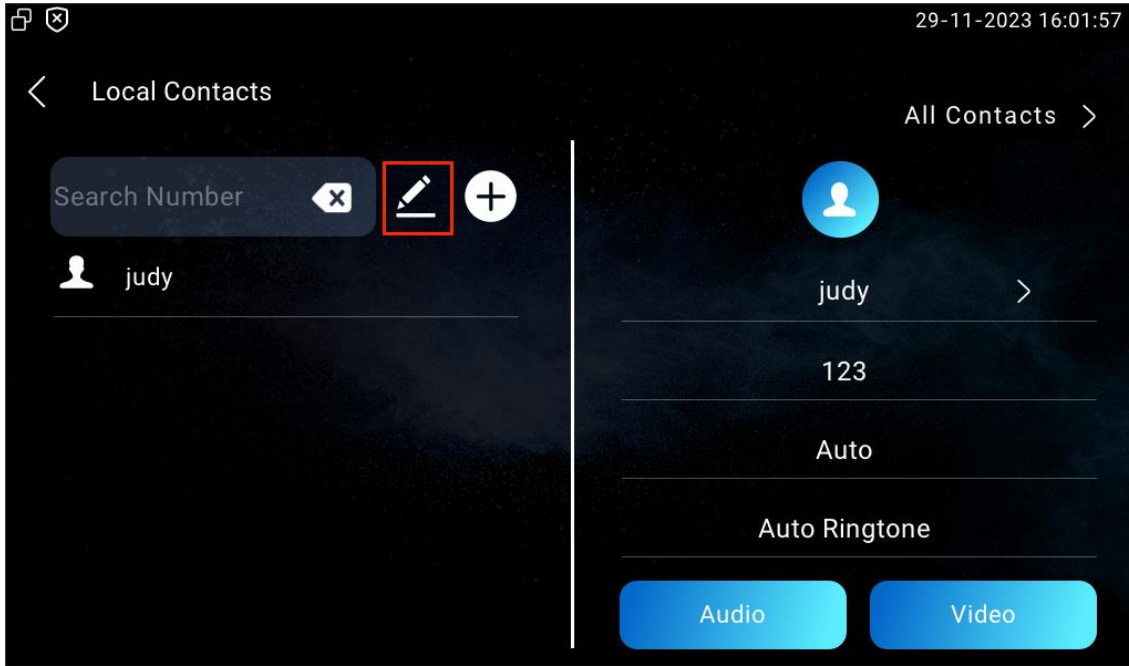 29-11-2023 16:01:57
Local Contacts
All Contacts
Search Number
judy
judy
123
Auto
Auto Ringtone
Audio
Video